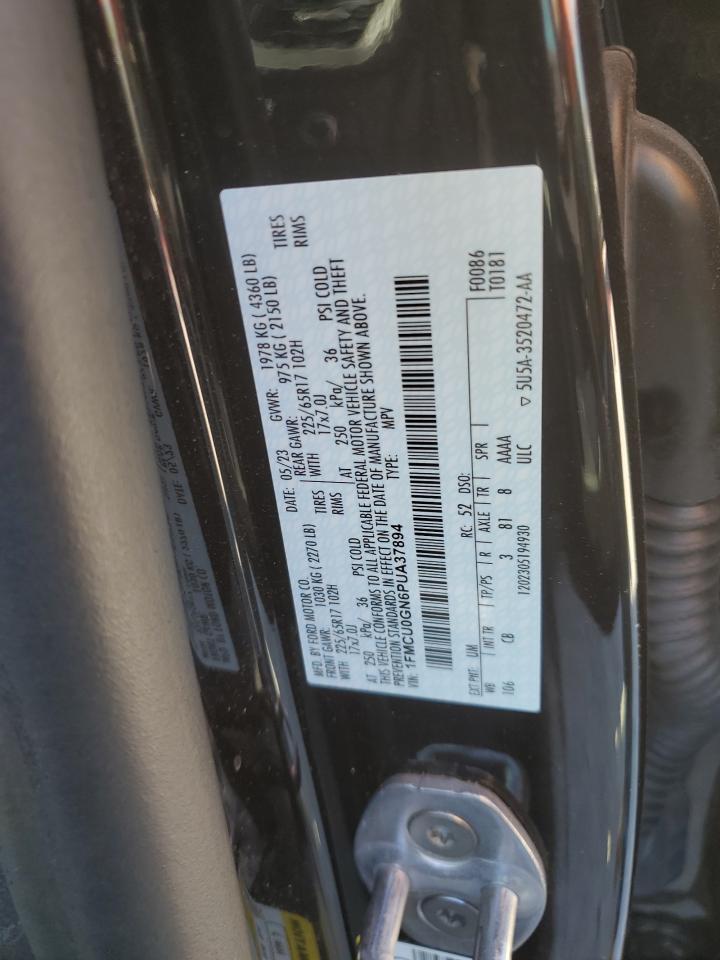 MFD. BY FORD MOTOR CO. DATE: 05/23 GVWR: 1978 KG ( 4360 LB)
FRONT GAWR: 1030 KG ( 2270 LB) REAR GAWR: 975 KG ( 2150 LB)
WITH 225/65R17 102H TIRES WITH 225/65R17 102H TIRES
17x7.0J RIMS 17x7.0J RIMS
AT 250 kPa/ 36 PSI COLD AT 250 kPa/ 36 PSI COLD
THIS VEHICLE CONFORMS TO ALL APPLICABLE FEDERAL MOTOR VEHICLE SAFETY AND THEFT
PREVENTION STANDARDS IN EFFECT ON THE DATE OF MANUFACTURE SHOWN ABOVE.
VIN: 1FMCU0GN6PUA37894 TYPE: MPV
F0086
T0181
EXT PNT: UM RC: 52 DSO:
WB INT TR TP/PS R AXLE TR SPR
106 CB 3 81 8 AAAA
1202305194930 ULC
▽ 5U5A-3520472-AA